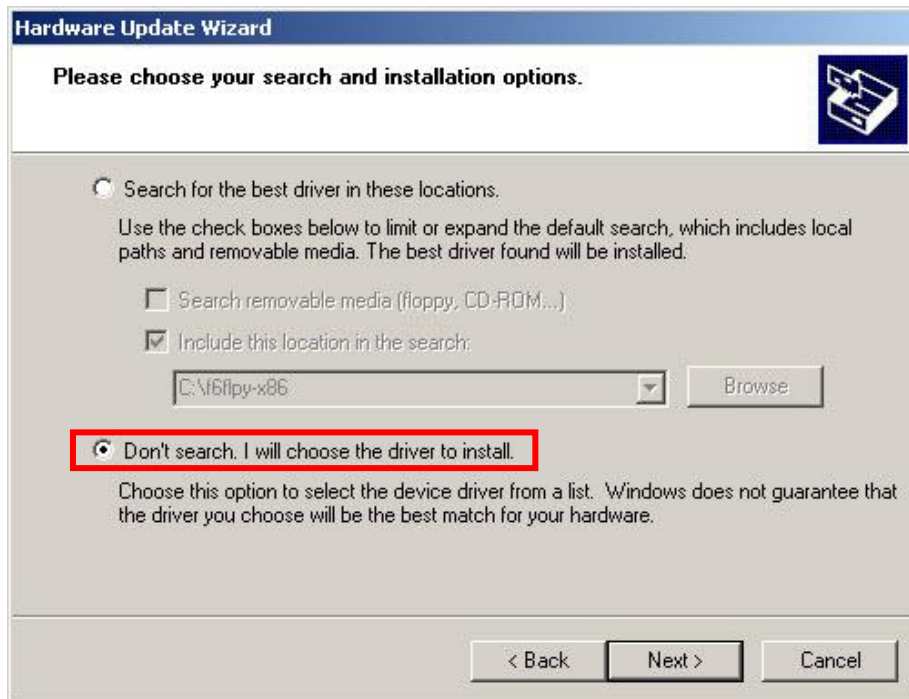 Hardware Update Wizard
Please choose your search and installation options.
Search for the best driver in these locations.
Use the check boxes below to limit or expand the default search, which includes local
paths and removable media. The best driver found will be installed.
Search removable media (floppy, CD-ROM...)
Include this location in the search:
C:\f6flpy-x86
Browse
Don't search. I will choose the driver to install.
Choose this option to select the device driver from a list. Windows does not guarantee that
the driver you choose will be the best match for your hardware.
< Back Next > Cancel